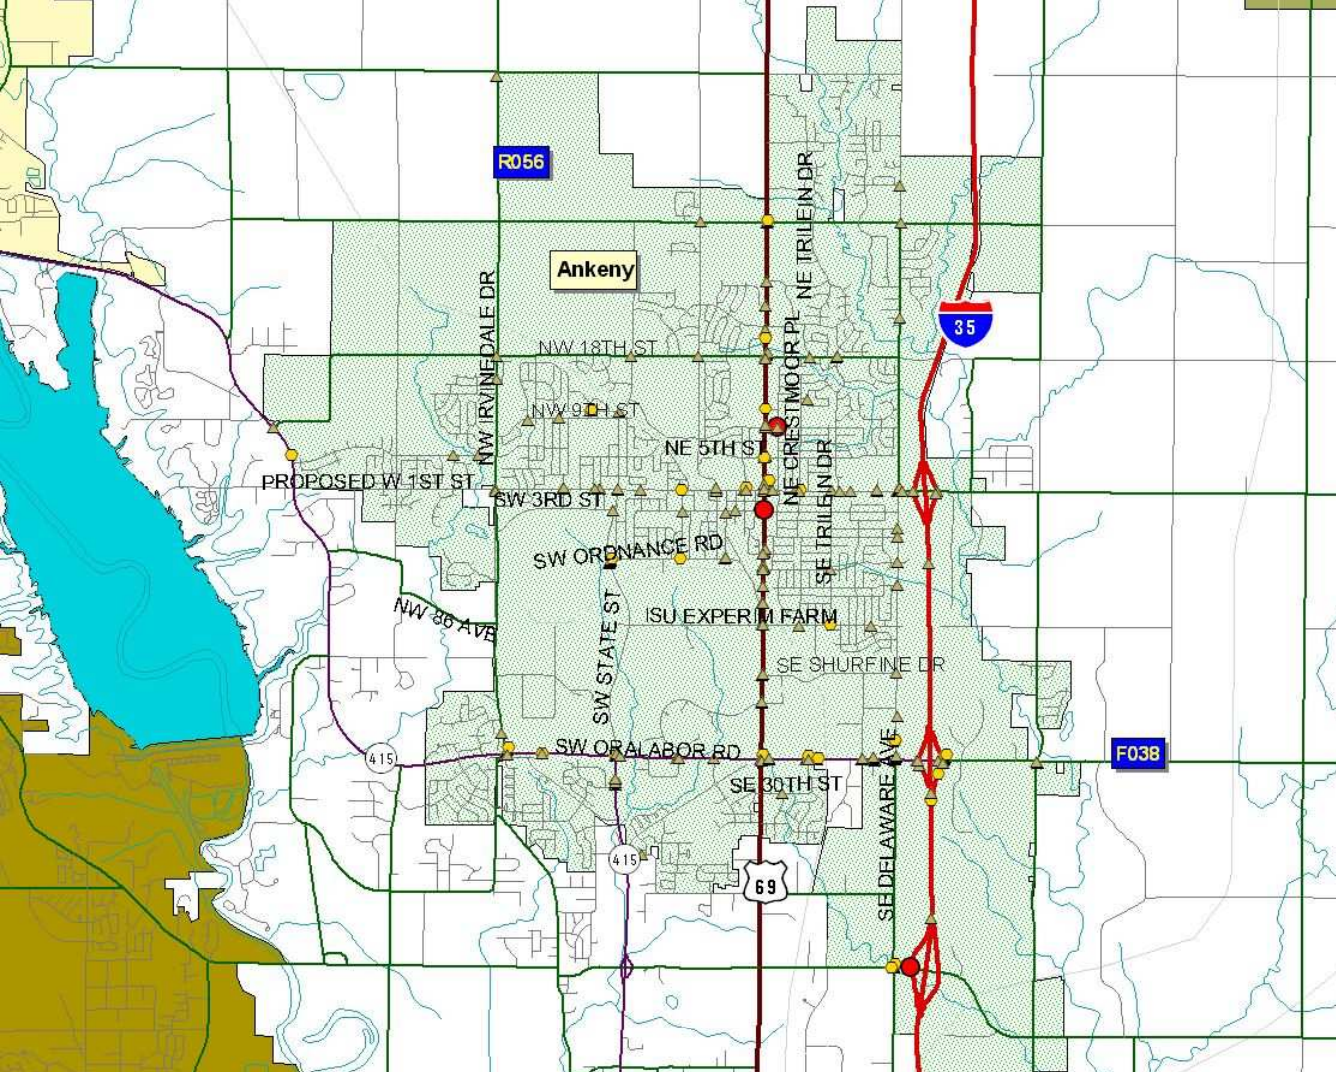 R056
NE TRILEIN DR
Ankeny
NW IRVINEDALE DR
35
NW 18TH ST
NE CRESTMOOR PL
NW 9TH ST
NE 5TH ST
PROPOSED W 1ST ST
SW 3RD ST
SE TRILEIN DR
SW ORDNANCE RD
NW 86 AVE
ISU EXPERIM FARM
SW STATE ST
SE SHURFINE DR
415
SW ORALABOR RD
F038
SE 30TH ST
SE DELAWARE AVE
415
69